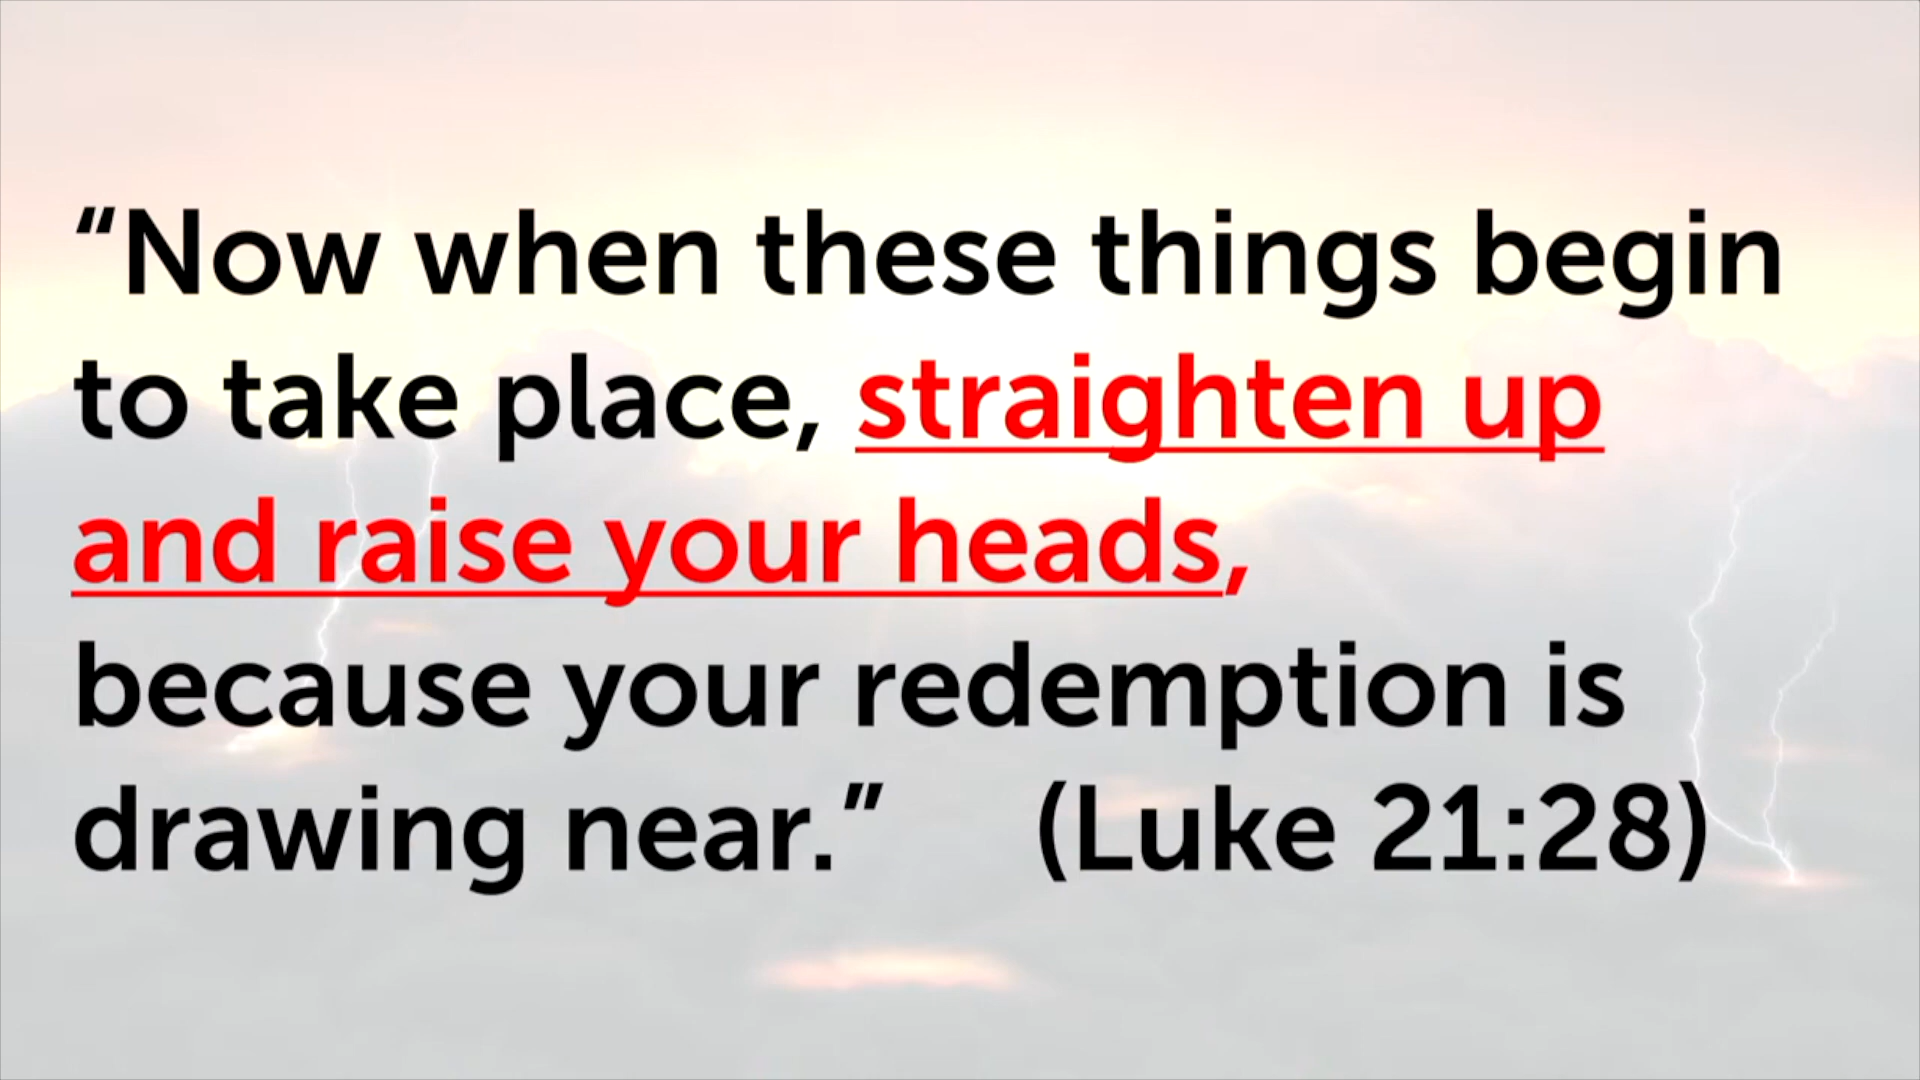 “Now when these things begin
to take place, straighten up
and raise your heads,
because your redemption is
drawing near.” (Luke 21:28)